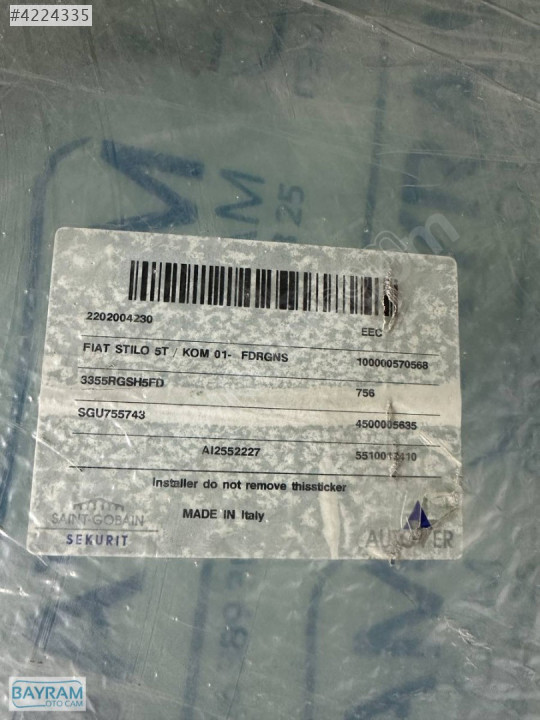 #4224335
2202004230
EEC
FIAT STILO 5T / KOM 01- FDRGNS
100000570568
3355RGSH5FD
756
SGU755743
4500005635
AI2552227
Installer do not remove thissticker
MADE IN Italy
SAINT-GOBAIN
SEKURIT
BAYRAM
OTO CAM